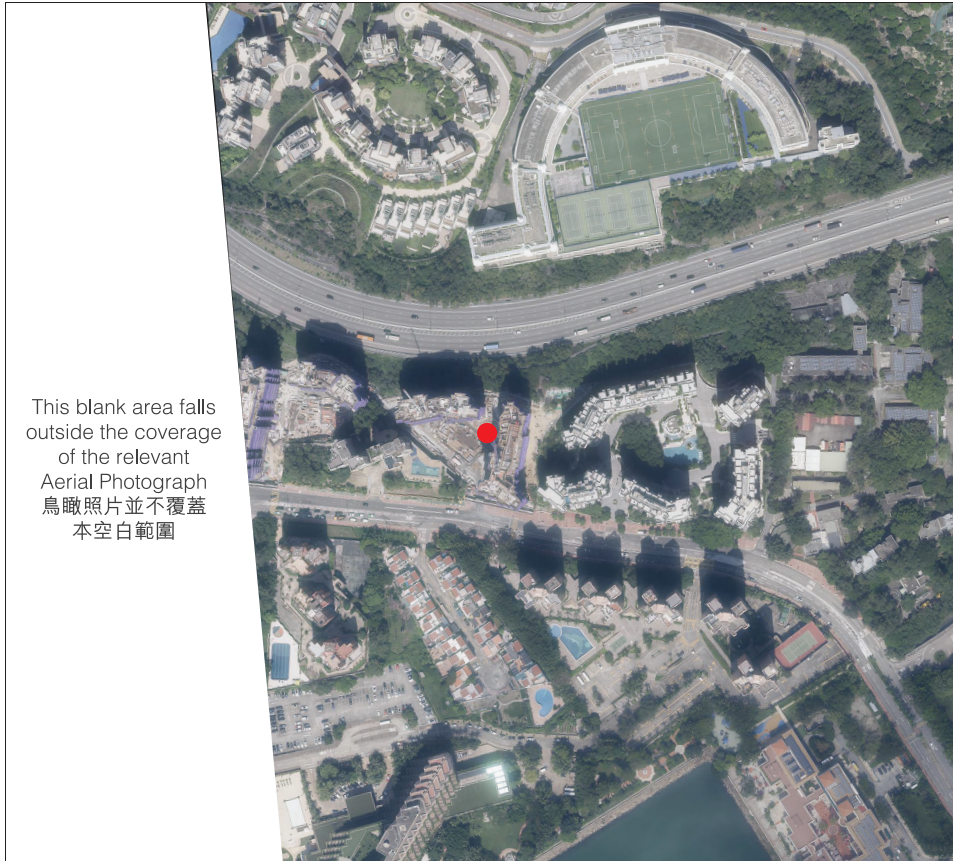 This blank area falls
outside the coverage
of the relevant
Aerial Photograph
鳥瞰照片並不覆蓋
本空白範圍